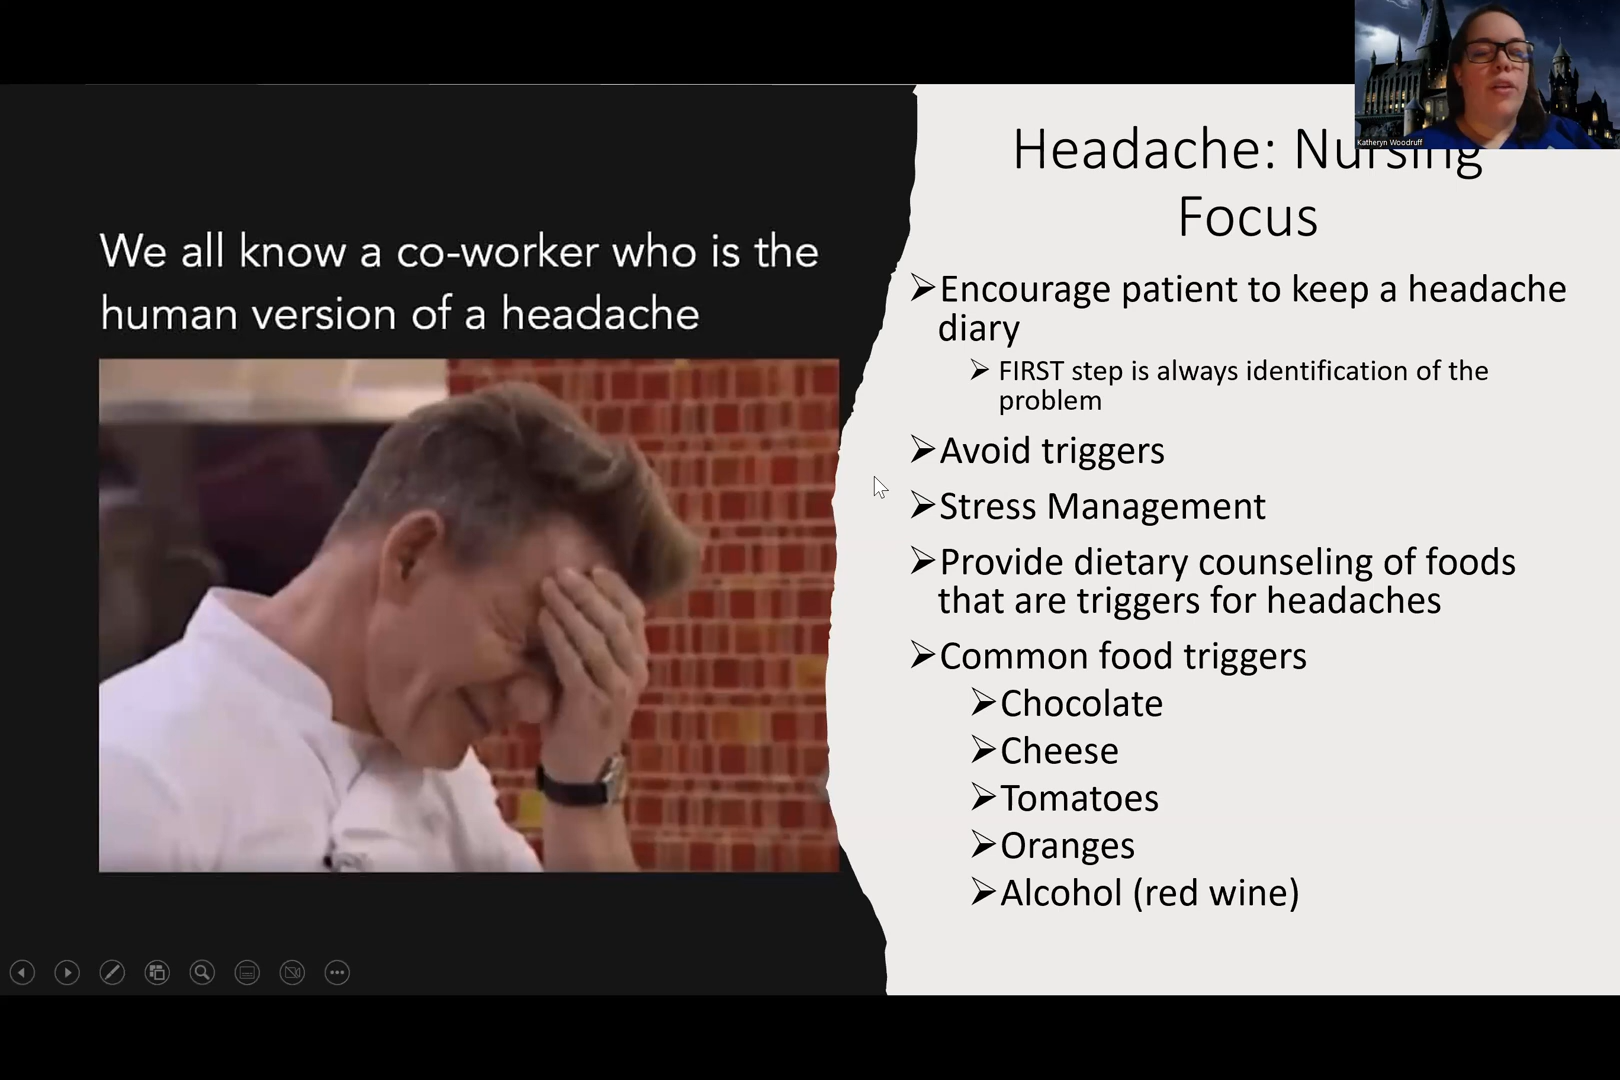 We all know a co-worker who is the
human version of a headache
Katheryn Woodruff
Headache: Nursing
Focus
➢Encourage patient to keep a headache
diary
➢ FIRST step is always identification of the
problem
➢Avoid triggers
➢Stress Management
➢Provide dietary counseling of foods
that are triggers for headaches
➢Common food triggers
➢Chocolate
➢Cheese
➢Tomatoes
➢Oranges
➢Alcohol (red wine)